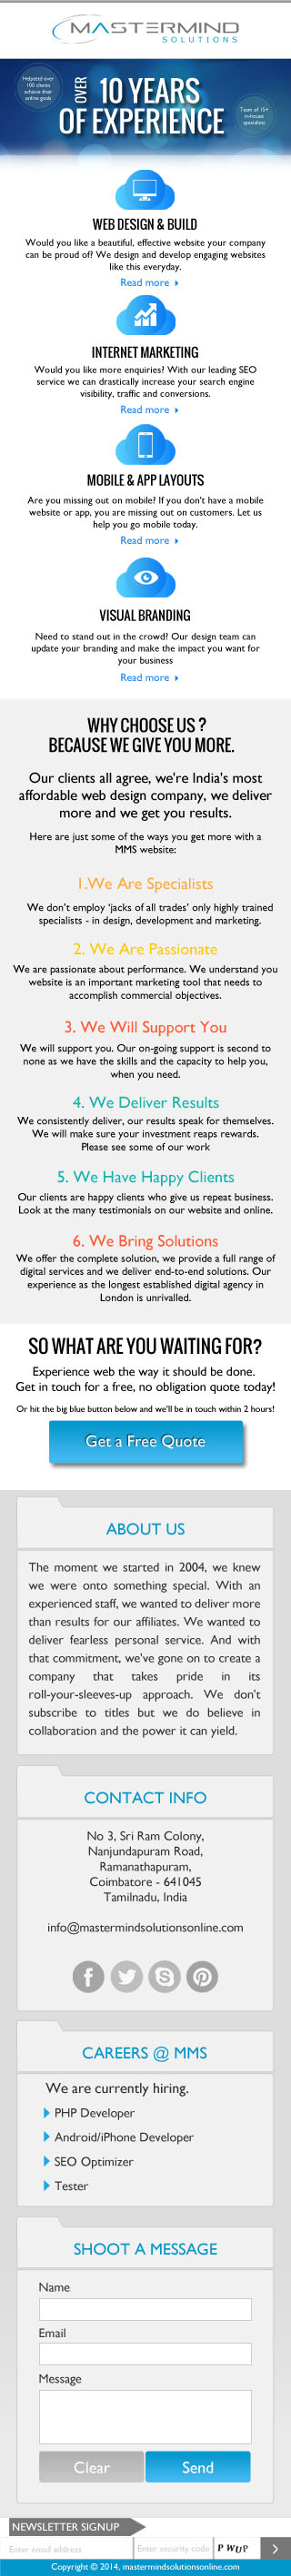 MASTERMIND
SOLUTIONS
Helpeted over
100 clients
achieve their
online goals
OVER
10 YEARS
OF EXPERIENCE
Team of 15+
in-house
specialists
WEB DESIGN & BUILD
Would you like a beautiful, effective website your company
can be proud of? We design and develop engaging websites
like this everyday.
Read more
INTERNET MARKETING
Would you like more enquiries? With our leading SEO
service we can drastically increase your search engine
visibility, traffic and conversions.
Read more
MOBILE & APP LAYOUTS
Are you missing out on mobile? If you don't have a mobile
website or app, you are missing out on customers. Let us
help you go mobile today.
Read more
VISUAL BRANDING
Need to stand out in the crowd? Our design team can
update your branding and make the impact you want for
your business
Read more
WHY CHOOSE US ?
BECAUSE WE GIVE YOU MORE.
Our clients all agree, we're India's most
affordable web design company, we deliver
more and we get you results.
Here are just some of the ways you get more with a
MMS website:
1.We Are Specialists
We don't employ 'jacks of all trades' only highly trained
specialists - in design, development and marketing.
2. We Are Passionate
We are passionate about performance. We understand you
website is an important marketing tool that needs to
accomplish commercial objectives.
3. We Will Support You
We will support you. Our on-going support is second to
none as we have the skills and the capacity to help you,
when you need.
4. We Deliver Results
We consistently deliver, our results speak for themselves.
We will make sure your investment reaps rewards.
Please see some of our work
5. We Have Happy Clients
Our clients are happy clients who give us repeat business.
Look at the many testimonials on our website and online.
6. We Bring Solutions
We offer the complete solution, we provide a full range of
digital services and we deliver end-to-end solutions. Our
experience as the longest established digital agency in
London is unrivalled.
SO WHAT ARE YOU WAITING FOR?
Experience web the way it should be done.
Get in touch for a free, no obligation quote today!
Or hit the big blue button below and we'll be in touch within 2 hours!
Get a Free Quote
ABOUT US
The moment we started in 2004, we knew
we were onto something special. With an
experienced staff, we wanted to deliver more
than results for our affiliates. We wanted to
deliver fearless personal service. And with
that commitment, we've gone on to create a
company that takes pride in its
roll-your-sleeves-up approach. We don't
subscribe to titles but we do believe in
collaboration and the power it can yield.
CONTACT INFO
No 3, Sri Ram Colony,
Nanjundapuram Road,
Ramanathapuram,
Coimbatore - 641045
Tamilnadu, India
info@mastermindsolutionsonline.com
CAREERS @ MMS
We are currently hiring.
PHP Developer
Android/iPhone Developer
SEO Optimizer
Tester
SHOOT A MESSAGE
Name
Email
Message
Clear Send
NEWSLETTER SIGNUP
Enter email address Enter security code P WUP
Copyright © 2014, mastermindsolutionsonline.com